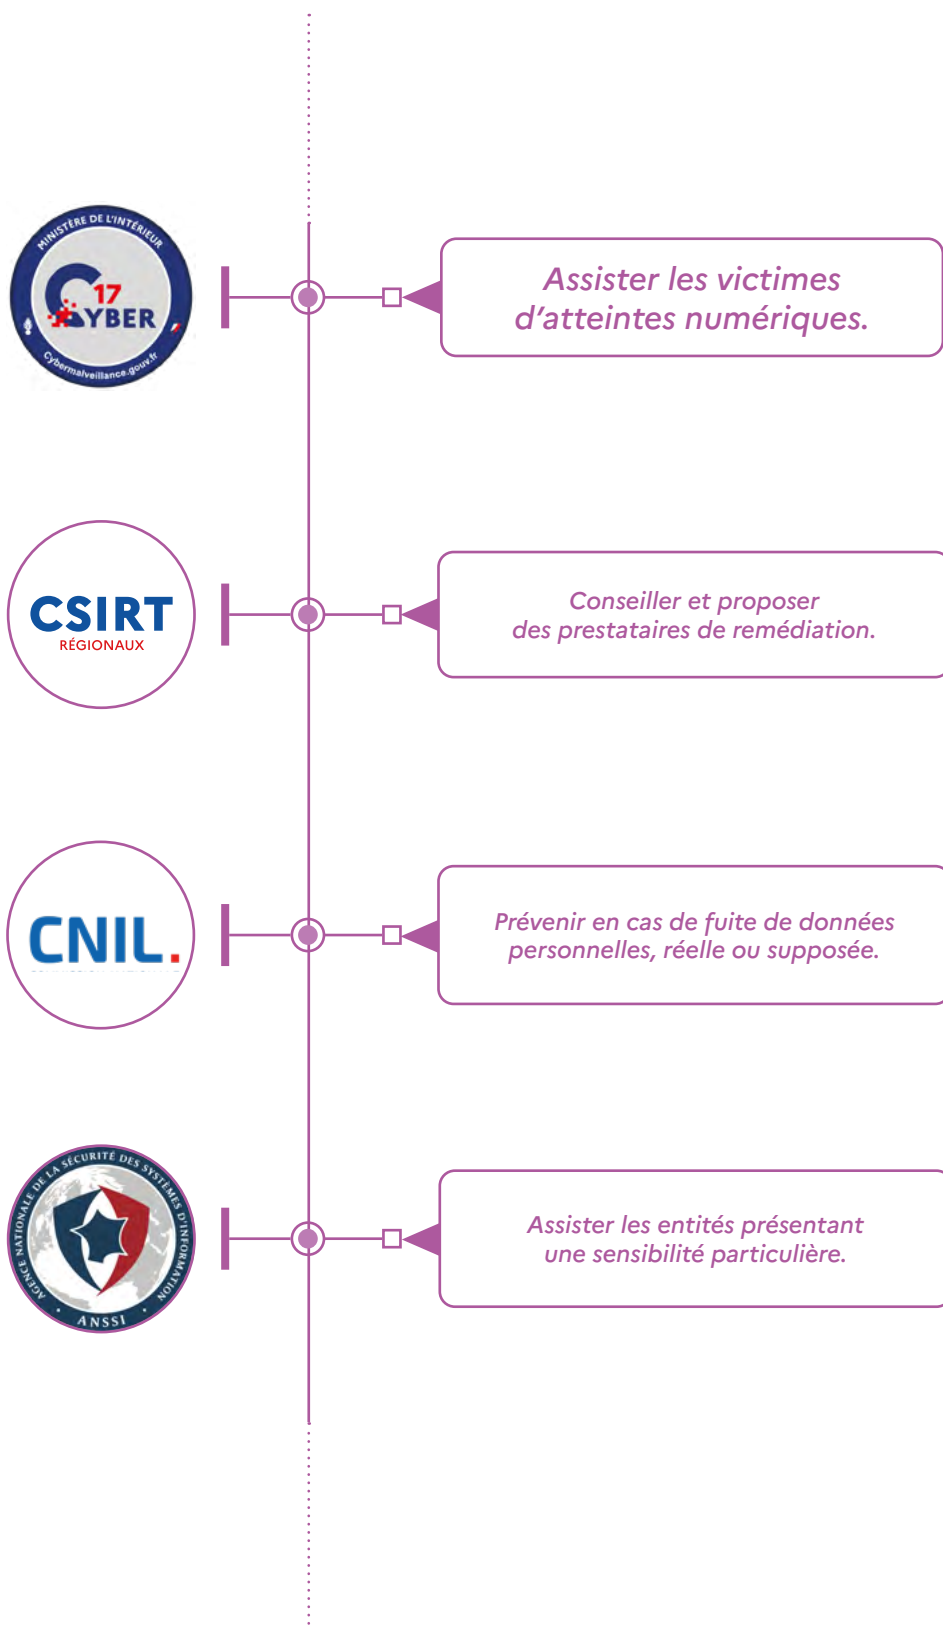 MINISTÈRE DE L'INTÉRIEUR
17
CYBER
Cybermalveillance.gouv.fr
Assister les victimes
d'atteintes numériques.
CSIRT
RÉGIONAUX
Conseiller et proposer
des prestataires de remédiation.
CNIL.
Prévenir en cas de fuite de données
personnelles, réelle ou supposée.
AGENCE NATIONALE DE LA SÉCURITÉ DES SYSTÈMES D'INFORMATION
ANSSI
Assister les entités présentant
une sensibilité particulière.